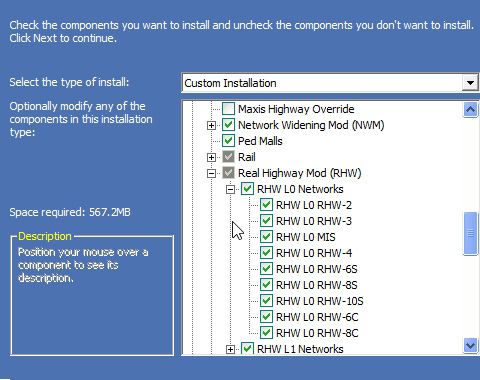 Check the components you want to install and uncheck the components you don't want to install.
Click Next to continue.
Select the type of install:
Custom Installation
Optionally modify any of the
components in this installation
type:
Maxis Highway Override
Network Widening Mod (NWM)
Ped Malls
Rail
Real Highway Mod (RHW)
RHW L0 Networks
RHW L0 RHW-2
RHW L0 RHW-3
RHW L0 MIS
RHW L0 RHW-4
RHW L0 RHW-6S
RHW L0 RHW-8S
RHW L0 RHW-10S
RHW L0 RHW-6C
RHW L0 RHW-8C
RHW L1 Networks
Space required: 567.2MB
Description
Position your mouse over a
component to see its
description.